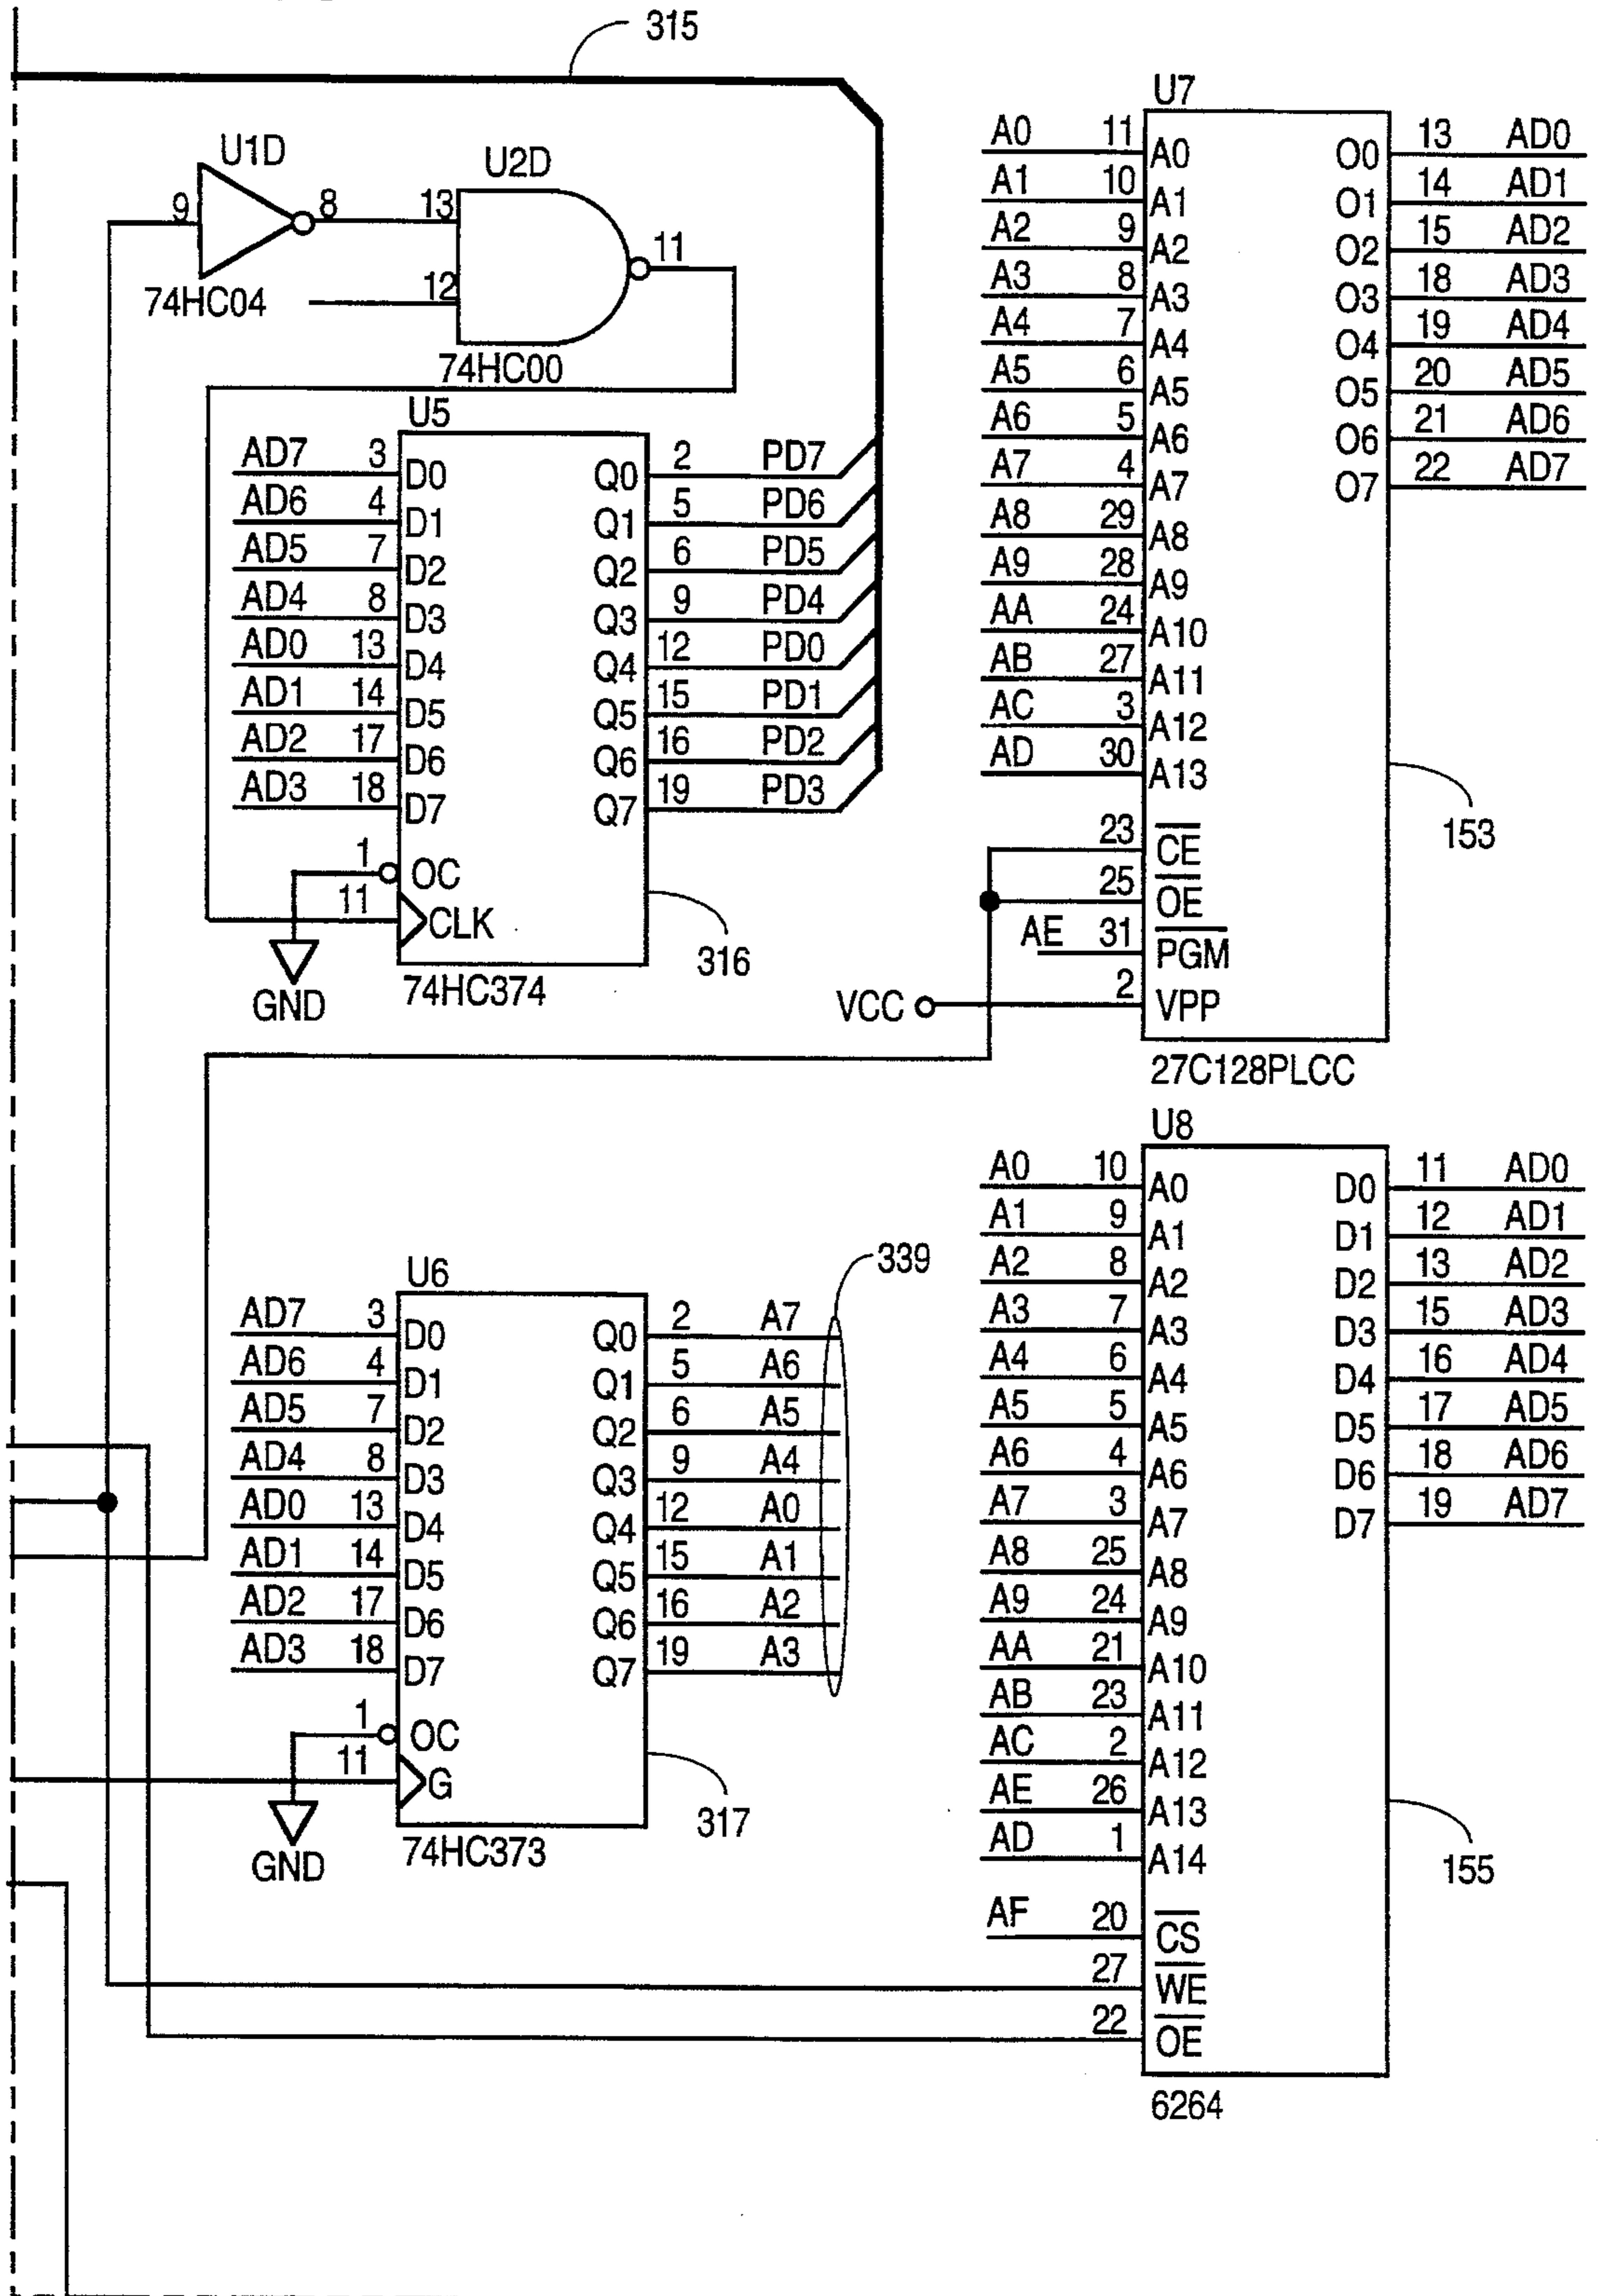 315
U1D
9
8
74HC04
U2D
13
12
11
74HC00
U5
AD7 3 D0 Q0 2 PD7
AD6 4 D1 Q1 5 PD6
AD5 7 D2 Q2 6 PD5
AD4 8 D3 Q3 9 PD4
AD0 13 D4 Q4 12 PD0
AD1 14 D5 Q5 15 PD1
AD2 17 D6 Q6 16 PD2
AD3 18 D7 Q7 19 PD3
1 OC
11 CLK
GND
74HC374
316
U7
A0 11 A0 O0 13 AD0
A1 10 A1 O1 14 AD1
A2 9 A2 O2 15 AD2
A3 8 A3 O3 18 AD3
A4 7 A4 O4 19 AD4
A5 6 A5 O5 20 AD5
A6 5 A6 O6 21 AD6
A7 4 A7 O7 22 AD7
A8 29 A8
A9 28 A9
AA 24 A10
AB 27 A11
AC 3 A12
AD 30 A13
23 CE
25 OE
AE 31 PGM
VCC 2 VPP
27C128PLCC
153
U6
AD7 3 D0 Q0 2 A7
AD6 4 D1 Q1 5 A6
AD5 7 D2 Q2 6 A5
AD4 8 D3 Q3 9 A4
AD0 13 D4 Q4 12 A0
AD1 14 D5 Q5 15 A1
AD2 17 D6 Q6 16 A2
AD3 18 D7 Q7 19 A3
1 OC
11 G
GND
74HC373
317
339
U8
A0 10 A0 D0 11 AD0
A1 9 A1 D1 12 AD1
A2 8 A2 D2 13 AD2
A3 7 A3 D3 15 AD3
A4 6 A4 D4 16 AD4
A5 5 A5 D5 17 AD5
A6 4 A6 D6 18 AD6
A7 3 A7 D7 19 AD7
A8 25 A8
A9 24 A9
AA 21 A10
AB 23 A11
AC 2 A12
AE 26 A13
AD 1 A14
AF 20 CS
27 WE
22 OE
6264
155